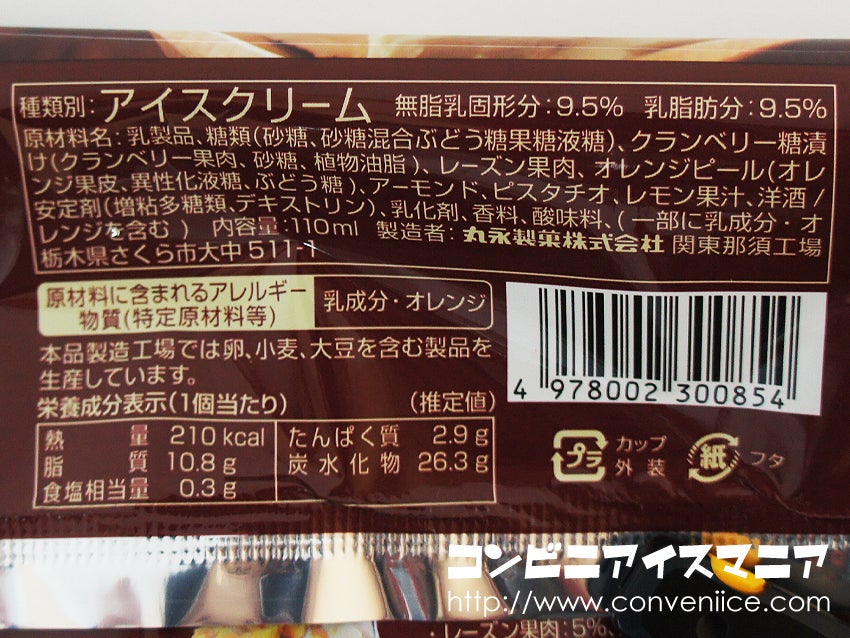 種類別:アイスクリーム 無脂乳固形分:9.5% 乳脂肪分:9.5%
原材料名:乳製品、糖類(砂糖、砂糖混合ぶどう糖果糖液糖)、クランベリー糖漬
け(クランベリー果肉、砂糖、植物油脂)、レーズン果肉、オレンジピール(オレ
ンジ果皮、異性化液糖、ぶどう糖)、アーモンド、ピスタチオ、レモン果汁、洋酒/
安定剤(増粘多糖類、デキストリン)、乳化剤、香料、酸味料、(一部に乳成分・オ
レンジを含む) 内容量:110ml 製造者:丸永製菓株式会社 関東那須工場
栃木県さくら市大中511-1
原材料に含まれるアレルギー
物質(特定原材料等) 乳成分・オレンジ
本品製造工場では卵、小麦、大豆を含む製品を
生産しています。
栄養成分表示(1個当たり) (推定値)
熱量 210kcal たんぱく質 2.9g
脂質 10.8g 炭水化物 26.3g
食塩相当量 0.3g
4 978002 300854
プラ カップ 外装
紙 フタ
コンビニアイスマニア
http://www.conveniice.com/
・レーズン果肉:5%、